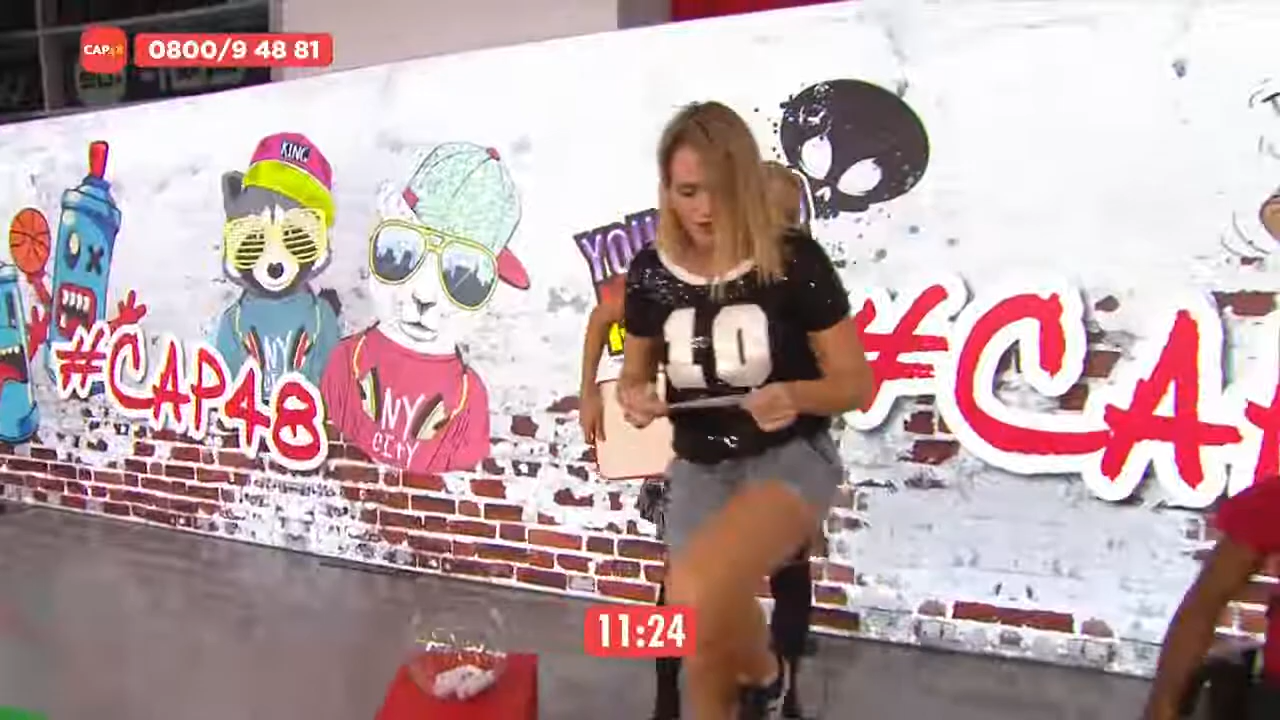 CAP48
0800/9 48 81
KING
YOU
NY
NY
CITY
10
#CAP48
#CA
11:24